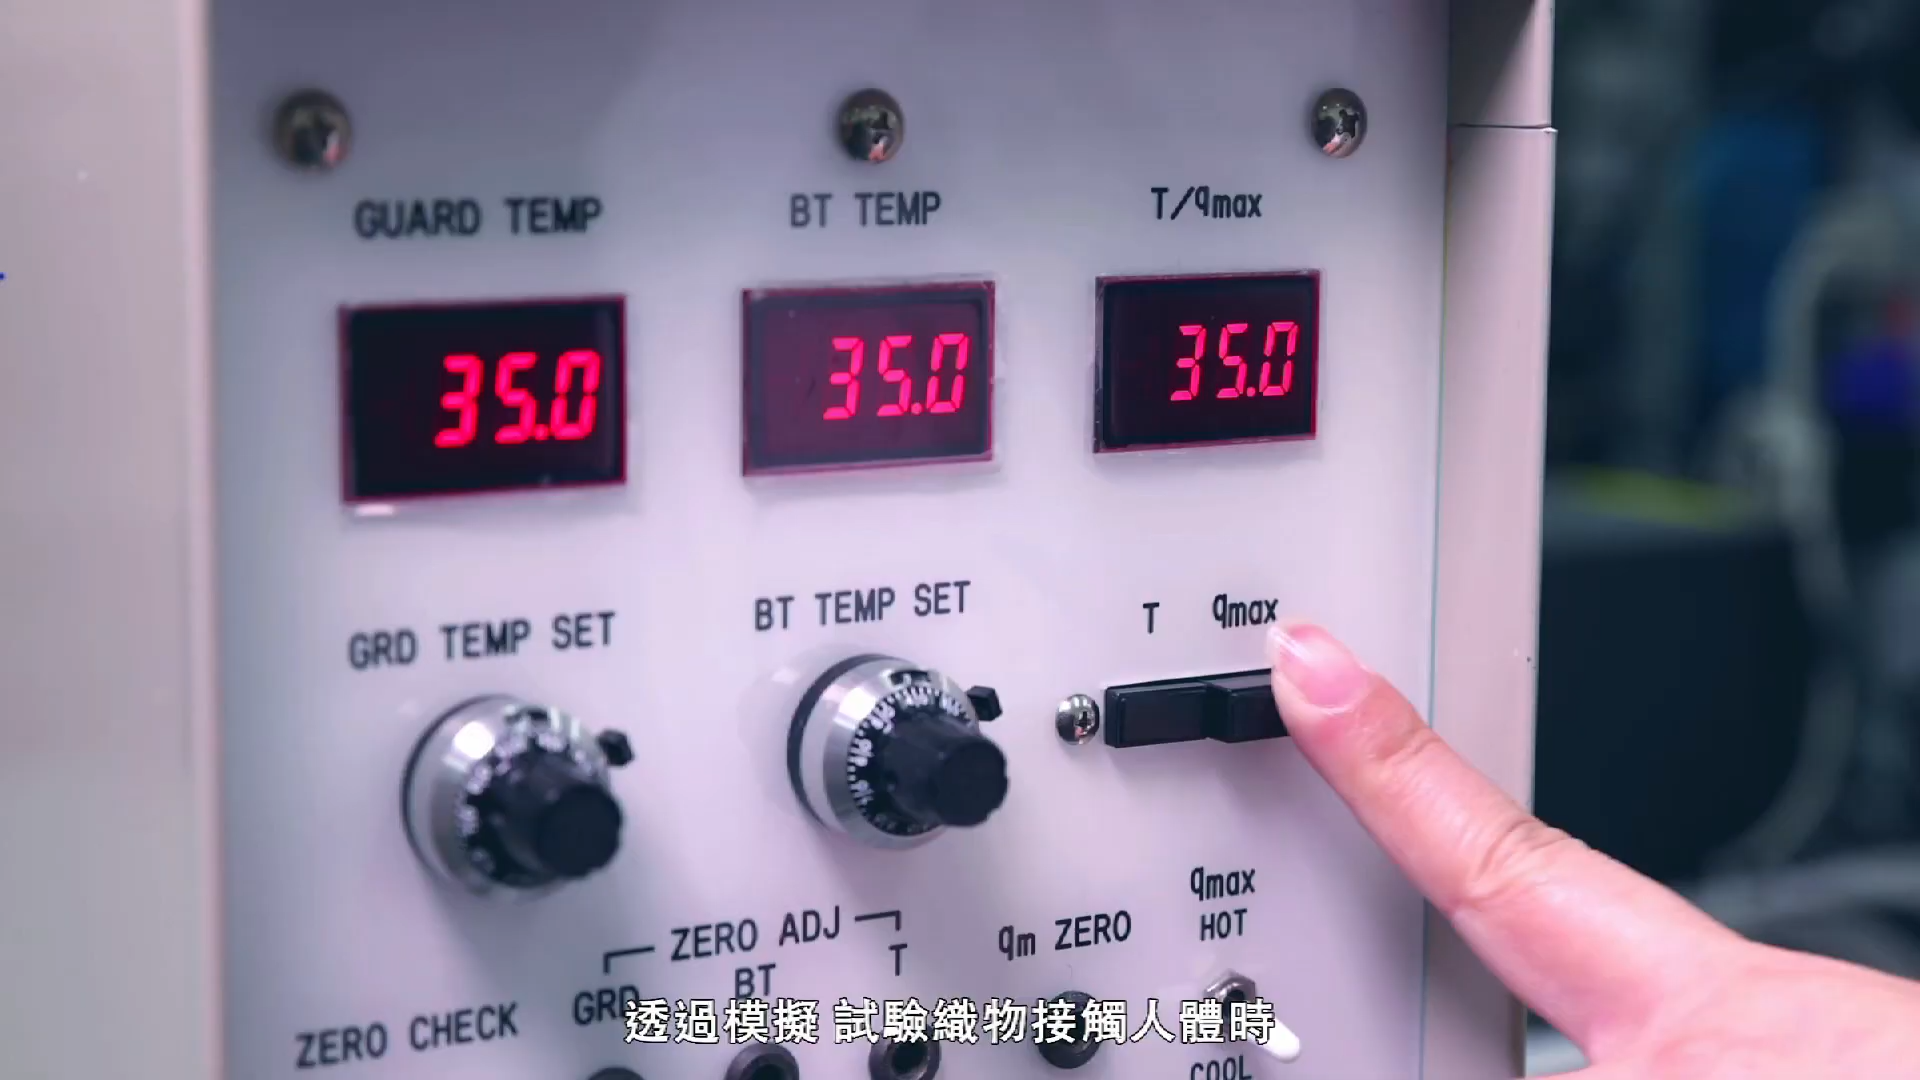 GUARD TEMP
BT TEMP
T/qmax
35.0
35.0
35.0
GRD TEMP SET
BT TEMP SET
T
qmax
ZERO ADJ
GRD
BT
T
qm ZERO
qmax
HOT
ZERO CHECK
COOL
透過模擬 試驗織物接觸人體時